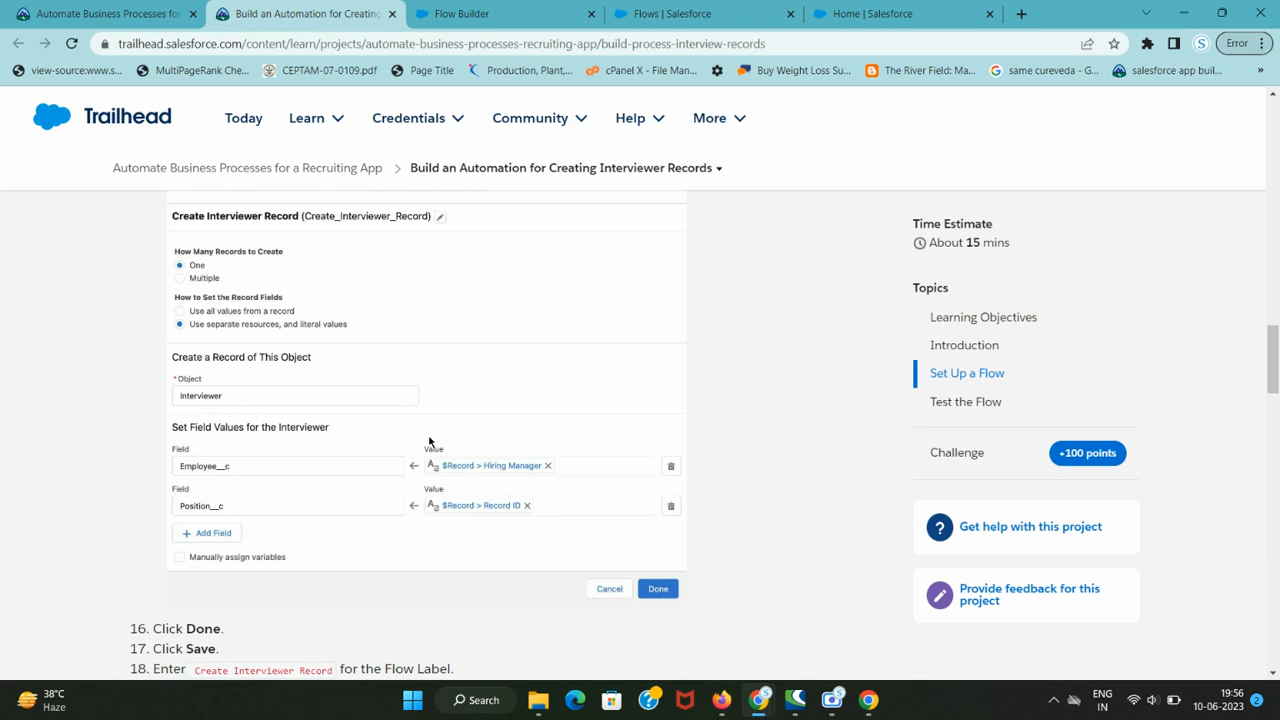 Automate Business Processes for
Build an Automation for Creating
Flow Builder
Flows | Salesforce
Home | Salesforce
trailhead.salesforce.com/content/learn/projects/automate-business-processes-recruiting-app/build-process-interview-records
Error
view-source:www.s...
MultiPageRank Che...
CEPTAM-07-0109.pdf
Page Title
Production, Plant,...
cPanel X - File Man...
Buy Weight Loss Su...
The River Field: Ma...
same cureveda - G...
salesforce app buil...
Trailhead
Today
Learn
Credentials
Community
Help
More
Automate Business Processes for a Recruiting App
Build an Automation for Creating Interviewer Records
Create Interviewer Record (Create_Interviewer_Record)
How Many Records to Create
One
Multiple
How to Set the Record Fields
Use all values from a record
Use separate resources, and literal values
Create a Record of This Object
*Object
Interviewer
Set Field Values for the Interviewer
Field
Value
Employee__c
$Record > Hiring Manager
Field
Value
Position__c
$Record > Record ID
+ Add Field
Manually assign variables
Cancel
Done
16. Click Done.
17. Click Save.
18. Enter Create Interviewer Record for the Flow Label.
Time Estimate
About 15 mins
Topics
Learning Objectives
Introduction
Set Up a Flow
Test the Flow
Challenge
+100 points
Get help with this project
Provide feedback for this
project
38°C
Haze
Search
ENG
IN
19:56
10-06-2023
2